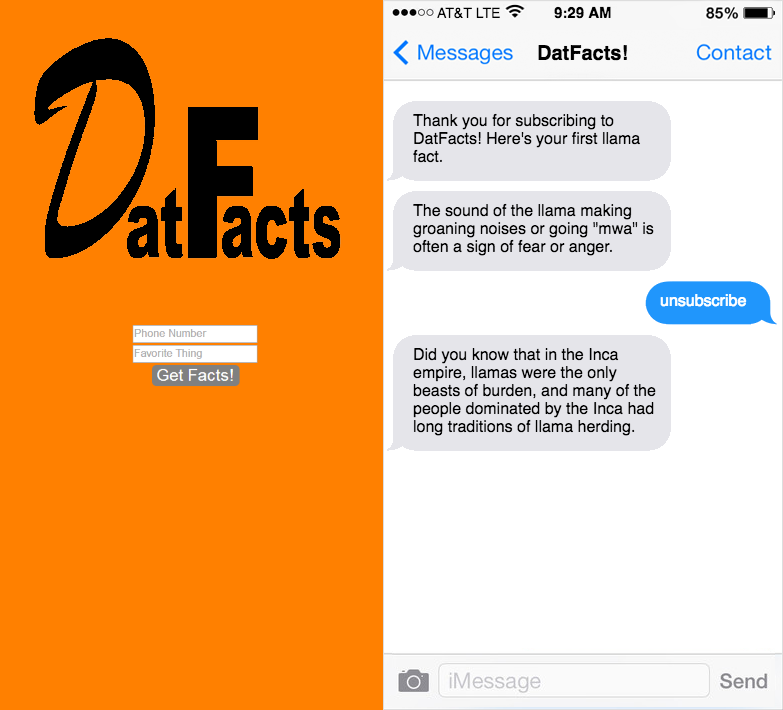 DatFacts
Phone Number
Favorite Thing
Get Facts!
AT&T LTE 9:29 AM 85%
Messages DatFacts! Contact
Thank you for subscribing to
DatFacts! Here's your first llama
fact.
The sound of the llama making
groaning noises or going "mwa" is
often a sign of fear or anger.
unsubscribe
Did you know that in the Inca
empire, llamas were the only
beasts of burden, and many of the
people dominated by the Inca had
long traditions of llama herding.
iMessage Send